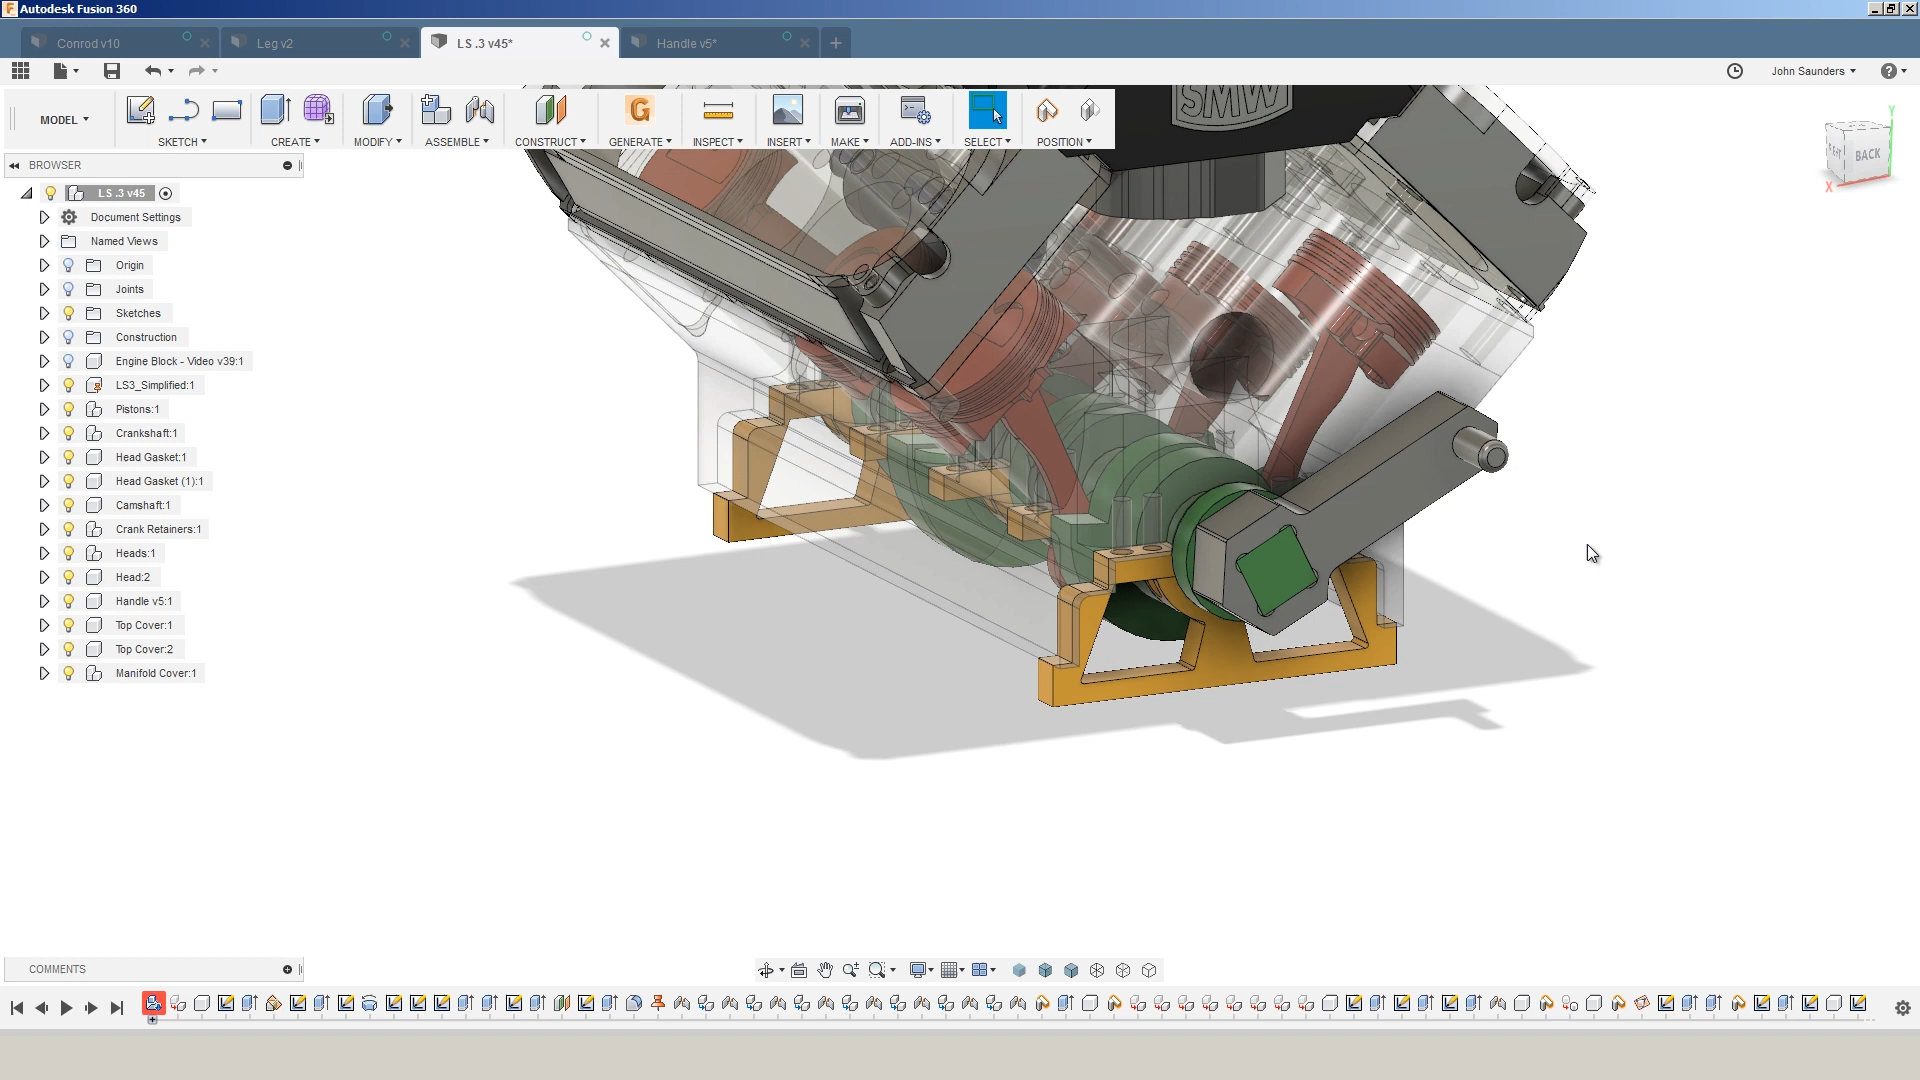 Autodesk Fusion 360
Conrod v10
Leg v2
LS .3 v45*
Handle v5*
John Saunders
MODEL
SKETCH
CREATE
MODIFY
ASSEMBLE
CONSTRUCT
GENERATE
INSPECT
INSERT
MAKE
ADD-INS
SELECT
POSITION
SMW
Y
BACK
X
BROWSER
LS .3 v45
Document Settings
Named Views
Origin
Joints
Sketches
Construction
Engine Block - Video v39:1
LS3_Simplified:1
Pistons:1
Crankshaft:1
Head Gasket:1
Head Gasket (1):1
Camshaft:1
Crank Retainers:1
Heads:1
Head:2
Handle v5:1
Top Cover:1
Top Cover:2
Manifold Cover:1
COMMENTS